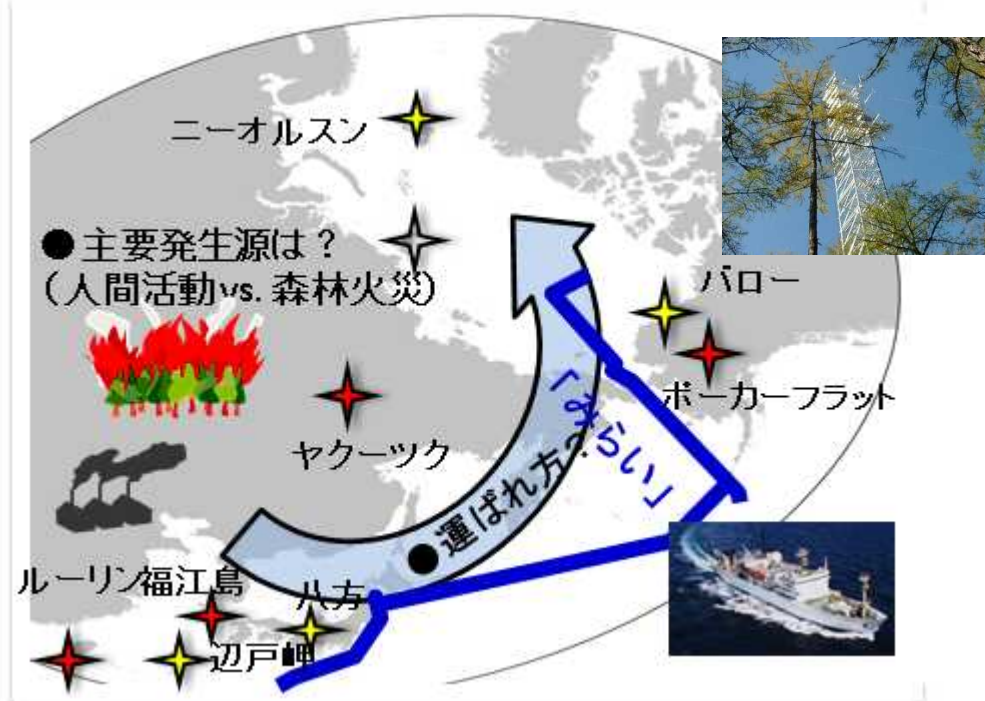 ニーオルスン
●主要発生源は？
（人間活動vs. 森林火災）
バロー
ポーカーフラット
「みらい」
ヤクーツク
●運ばれ方？
ルーリン
福江島
八方
辺戸岬